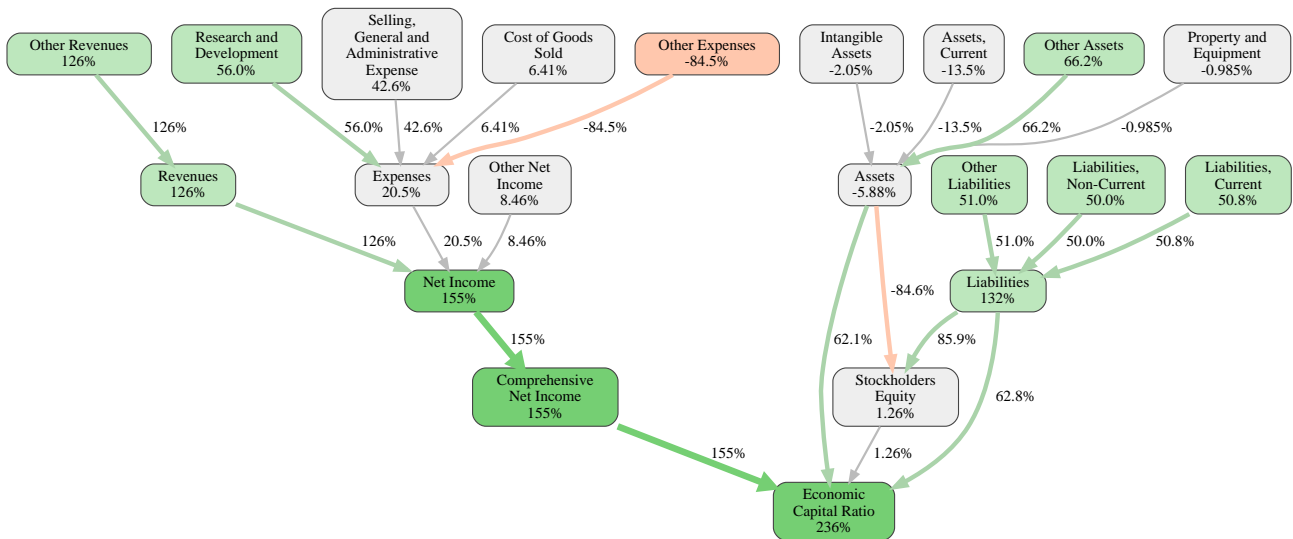 Other Revenues
126%
Research and
Development
56.0%
Selling,
General and
Administrative
Expense
42.6%
Cost of Goods
Sold
6.41%
Other Expenses
-84.5%
Intangible
Assets
-2.05%
Assets,
Current
-13.5%
Other Assets
66.2%
Property and
Equipment
-0.985%
126%
56.0%
42.6%
6.41%
-84.5%
-2.05%
-13.5%
66.2%
-0.985%
Revenues
126%
Expenses
20.5%
Other Net
Income
8.46%
Assets
-5.88%
Other
Liabilities
51.0%
Liabilities,
Non-Current
50.0%
Liabilities,
Current
50.8%
126%
20.5%
8.46%
51.0%
50.0%
50.8%
Net Income
155%
-84.6%
Liabilities
132%
155%
62.1%
85.9%
Comprehensive
Net Income
155%
Stockholders
Equity
1.26%
62.8%
155%
1.26%
Economic
Capital Ratio
236%